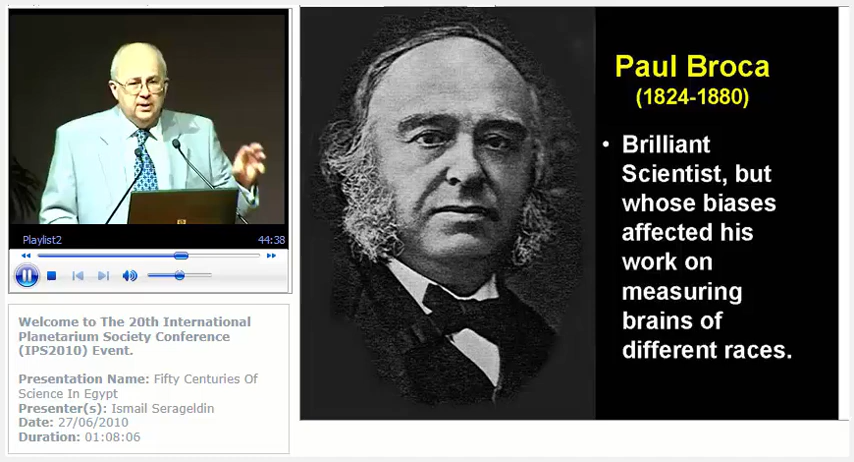 Paul Broca
(1824-1880)
• Brilliant
Scientist, but
whose biases
affected his
work on
measuring
brains of
different races.
Playlist2 44:38
Welcome to The 20th International
Planetarium Society Conference
(IPS2010) Event.
Presentation Name: Fifty Centuries Of
Science In Egypt
Presenter(s): Ismail Serageldin
Date: 27/06/2010
Duration: 01:08:06